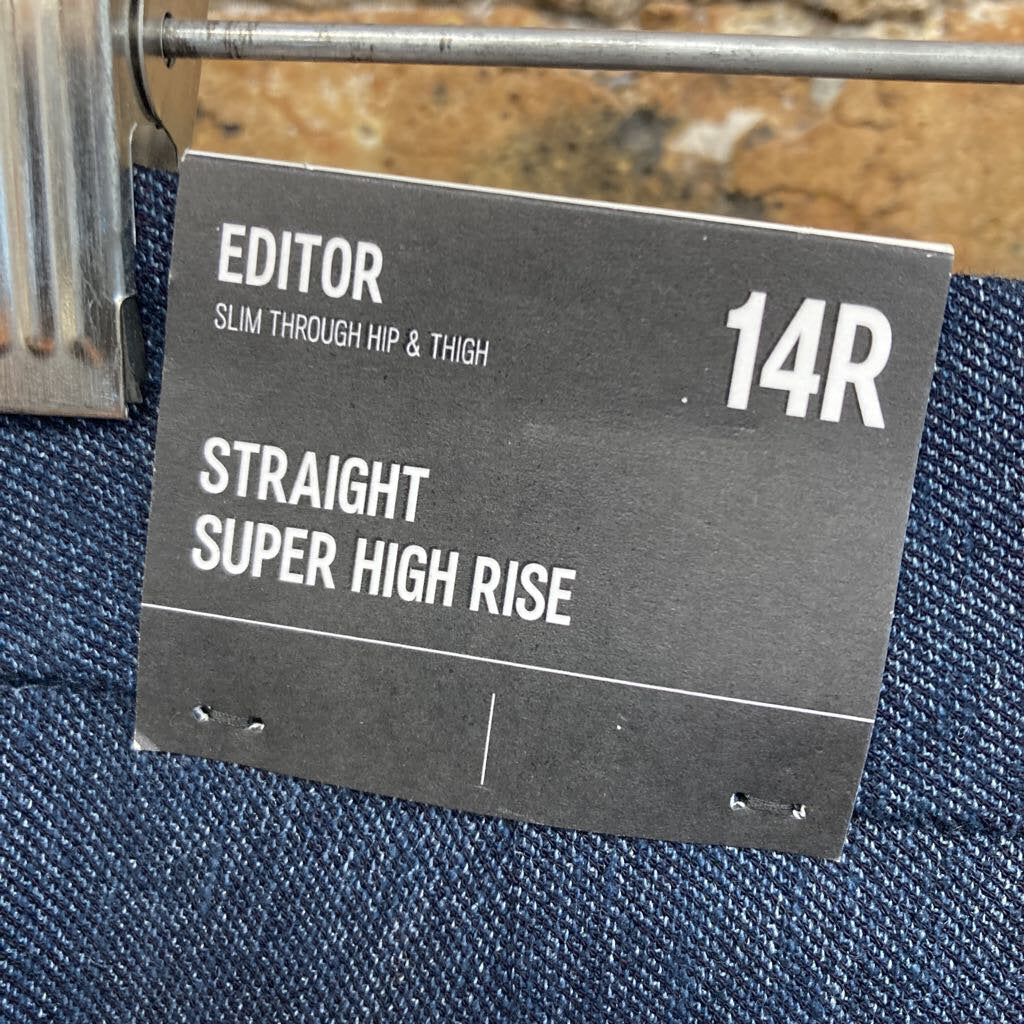 EDITOR
SLIM THROUGH HIP & THIGH
14R
STRAIGHT
SUPER HIGH RISE